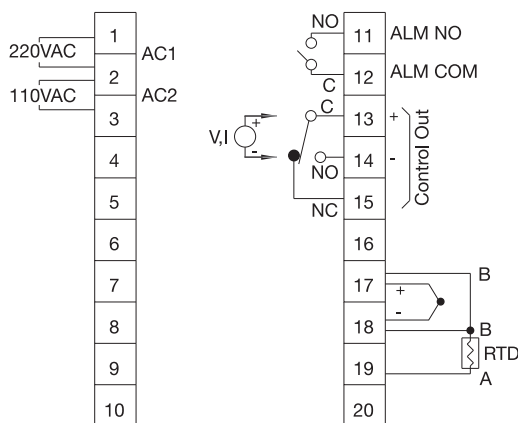 220VAC
110VAC
1
2
3
4
5
6
7
8
9
10
AC1
AC2
NO
C
11 ALM NO
12 ALM COM
V,I
+
-
C
NO
NC
13 +
14 -
15
Control Out
16
17
18
19
20
+
-
B
B
RTD
A